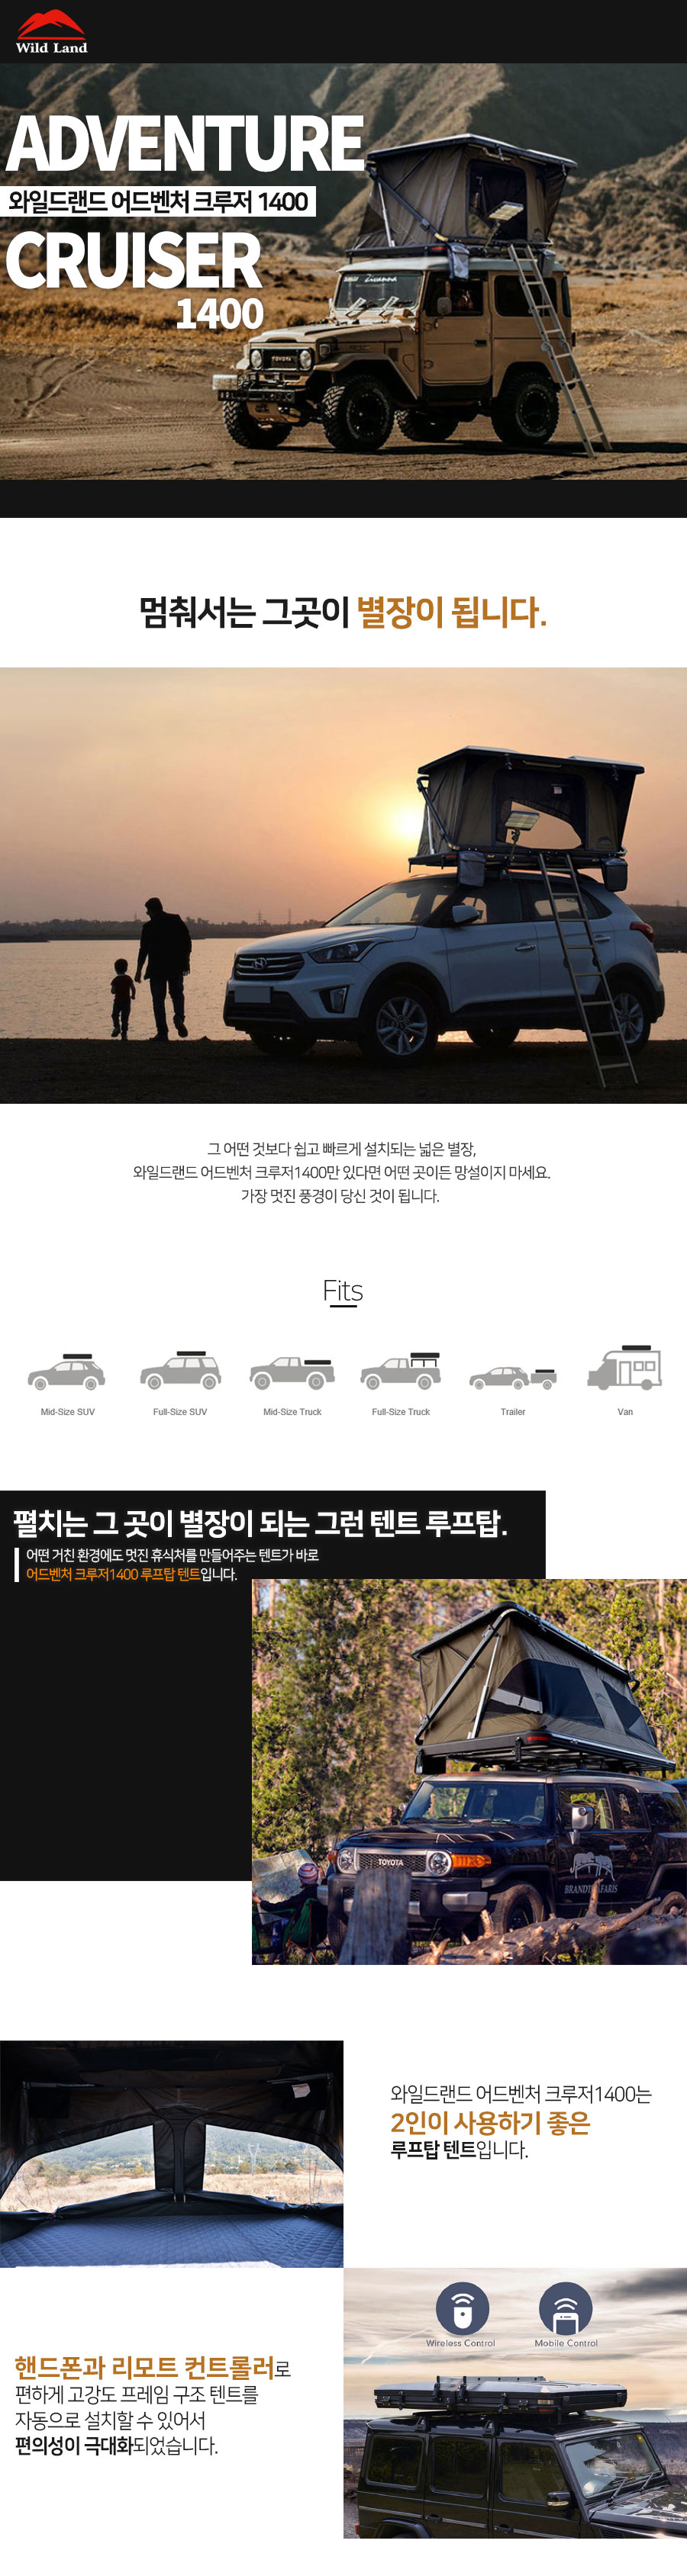 Wild Land
ADVENTURE
와일드랜드 어드벤처 크루저 1400
CRUISER
1400
TOYOTA
멈춰서는 그곳이 별장이 됩니다.
그 어떤 것보다 쉽고 빠르게 설치되는 넓은 별장,
와일드랜드 어드벤처 크루저1400만 있다면 어떤 곳이든 망설이지 마세요.
가장 멋진 풍경이 당신 것이 됩니다.
Fits
Mid-Size SUV
Full-Size SUV
Mid-Size Truck
Full-Size Truck
Trailer
Van
펼치는 그 곳이 별장이 되는 그런 텐트 루프탑.
어떤 거친 환경에도 멋진 휴식처를 만들어주는 텐트가 바로
어드벤처 크루저1400 루프탑 텐트입니다.
TOYOTA
와일드랜드 어드벤처 크루저1400는
2인이 사용하기 좋은
루프탑 텐트입니다.
Wireless Control
Mobile Control
핸드폰과 리모트 컨트롤러로
편하게 고강도 프레임 구조 텐트를
자동으로 설치할 수 있어서
편의성이 극대화되었습니다.